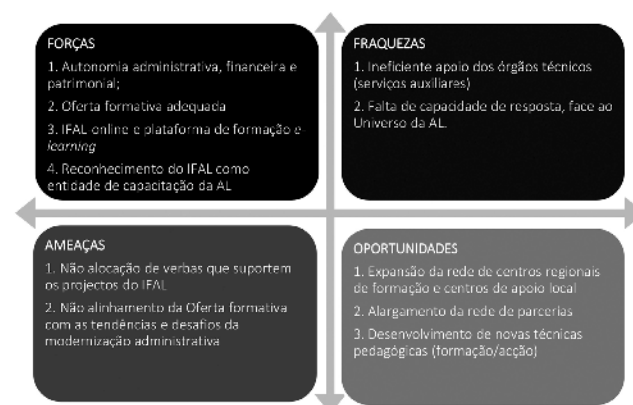 FORÇAS
1. Autonomia administrativa, financeira e
patrimonial;
2. Oferta formativa adequada
3. IFAL online e plataforma de formação e-
learning
4. Reconhecimento do IFAL como
entidade de capacitação da AL
FRAQUEZAS
1. Ineficiente apoio dos órgãos técnicos
(serviços auxiliares)
2. Falta de capacidade de resposta, face ao
Universo da AL.
AMEAÇAS
1. Não alocação de verbas que suportem
os projectos do IFAL
2. Não alinhamento da Oferta formativa
com as tendências e desafios da
modernização administrativa
OPORTUNIDADES
1. Expansão da rede de centros regionais
de formação e centros de apoio local
2. Alargamento da rede de parcerias
3. Desenvolvimento de novas técnicas
pedagógicas (formação/acção)